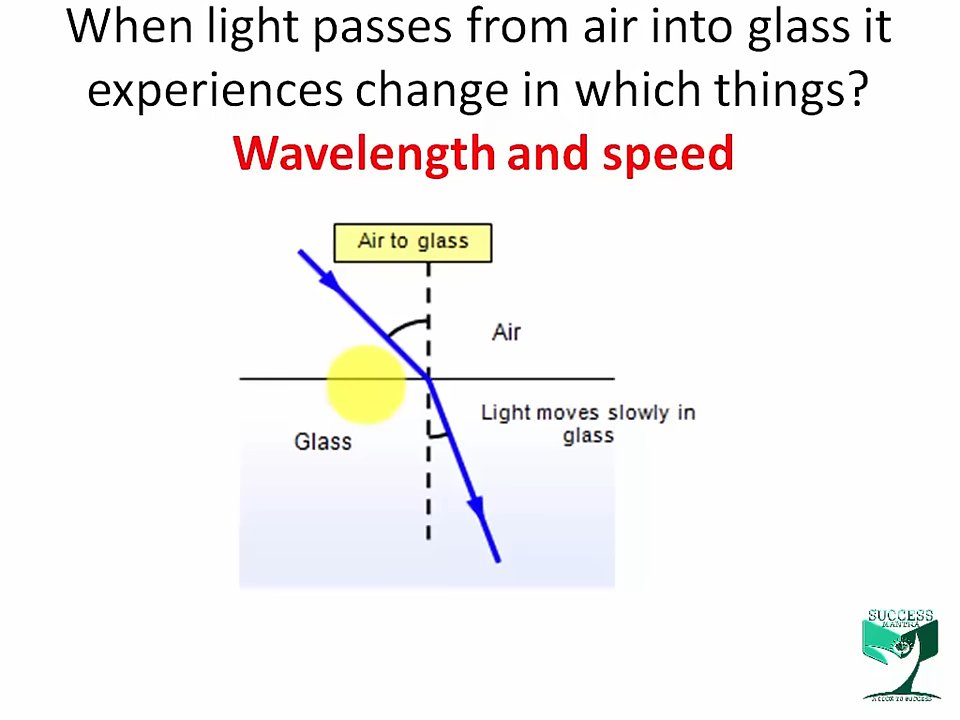 When light passes from air into glass it
experiences change in which things?
Wavelength and speed
Air to glass
Air
Light moves slowly in
glass
Glass
SUCCESS
MANTRA